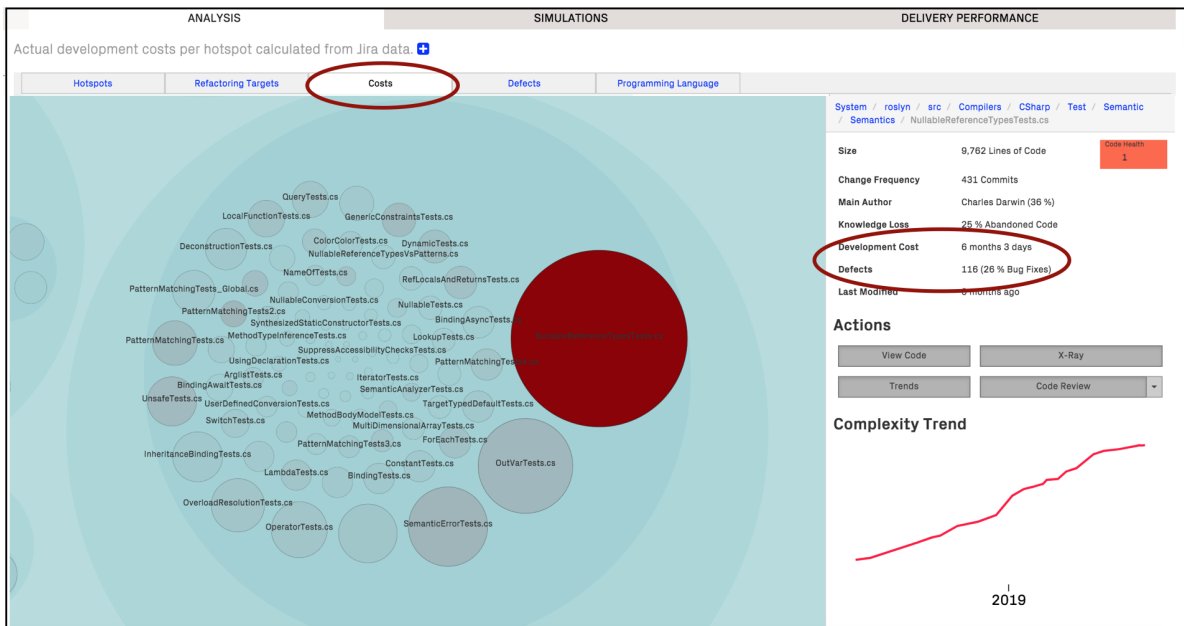 ANALYSIS
SIMULATIONS
DELIVERY PERFORMANCE
Actual development costs per hotspot calculated from Jira data.
Hotspots
Refactoring Targets
Costs
Defects
Programming Language
QueryTests.cs
LocalFunctionTests.cs
GenericConstraintsTests.cs
ColorColorTests.cs
DynamicTests.cs
DeconstructionTests.cs
NullableReferenceTypesVsPatterns.cs
NameOfTests.cs
RefLocalsAndReturnsTests.cs
PatternMatchingTests_Global.cs
NullableConversionTests.cs
NullableTests.cs
PatternMatchingTests2.cs
SynthesizedStaticConstructorTests.cs
BindingAsyncTests.cs
PatternMatchingTests.cs
MethodTypeInferenceTests.cs
LookupTests.cs
SuppressAccessibilityChecksTests.cs
UsingDeclarationTests.cs
PatternMatchingTests
ArglistTests.cs
IteratorTests.cs
BindingAwaitTests.cs
SemanticAnalyzerTests.cs
UnsafeTests.cs
UserDefinedConversionTests.cs
TargetTypedDefaultTests.cs
MethodBodyModelTests.cs
SwitchTests.cs
MultiDimensionalArrayTests.cs
PatternMatchingTests3.cs
ForEachTests.cs
InheritanceBindingTests.cs
ConstantTests.cs
OutVarTests.cs
LambdaTests.cs
BindingTests.cs
OverloadResolutionTests.cs
OperatorTests.cs
SemanticErrorTests.cs
System / roslyn / src / Compilers / CSharp / Test / Semantic
/ Semantics / NullableReferenceTypesTests.cs
Size 9,762 Lines of Code
Code Health
1
Change Frequency 431 Commits
Main Author Charles Darwin (36 %)
Knowledge Loss 25 % Abandoned Code
Development Cost 6 months 3 days
Defects 116 (26 % Bug Fixes)
Last Modified months ago
Actions
View Code
X-Ray
Trends
Code Review
Complexity Trend
2019